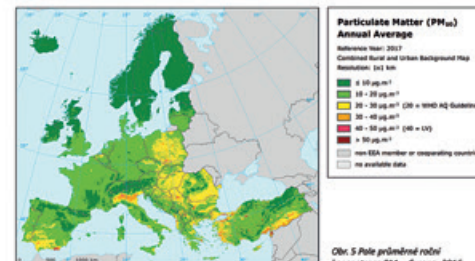 Particulate Matter (PM₁₀)
Annual Average
Reference Year: 2017
Combined Rural and Urban Background Map
Resolution: 1x1 km
≤ 10 µg.m⁻³
10 - 20 µg.m⁻³
20 - 30 µg.m⁻³ (20 = WHO AQ Guideline
30 - 40 µg.m⁻³
40 - 50 µg.m⁻³ (40 = LV)
> 50 µg.m⁻³
non EEA member or cooperating countri
no available data
Obr. 5 Pole průměrné roční